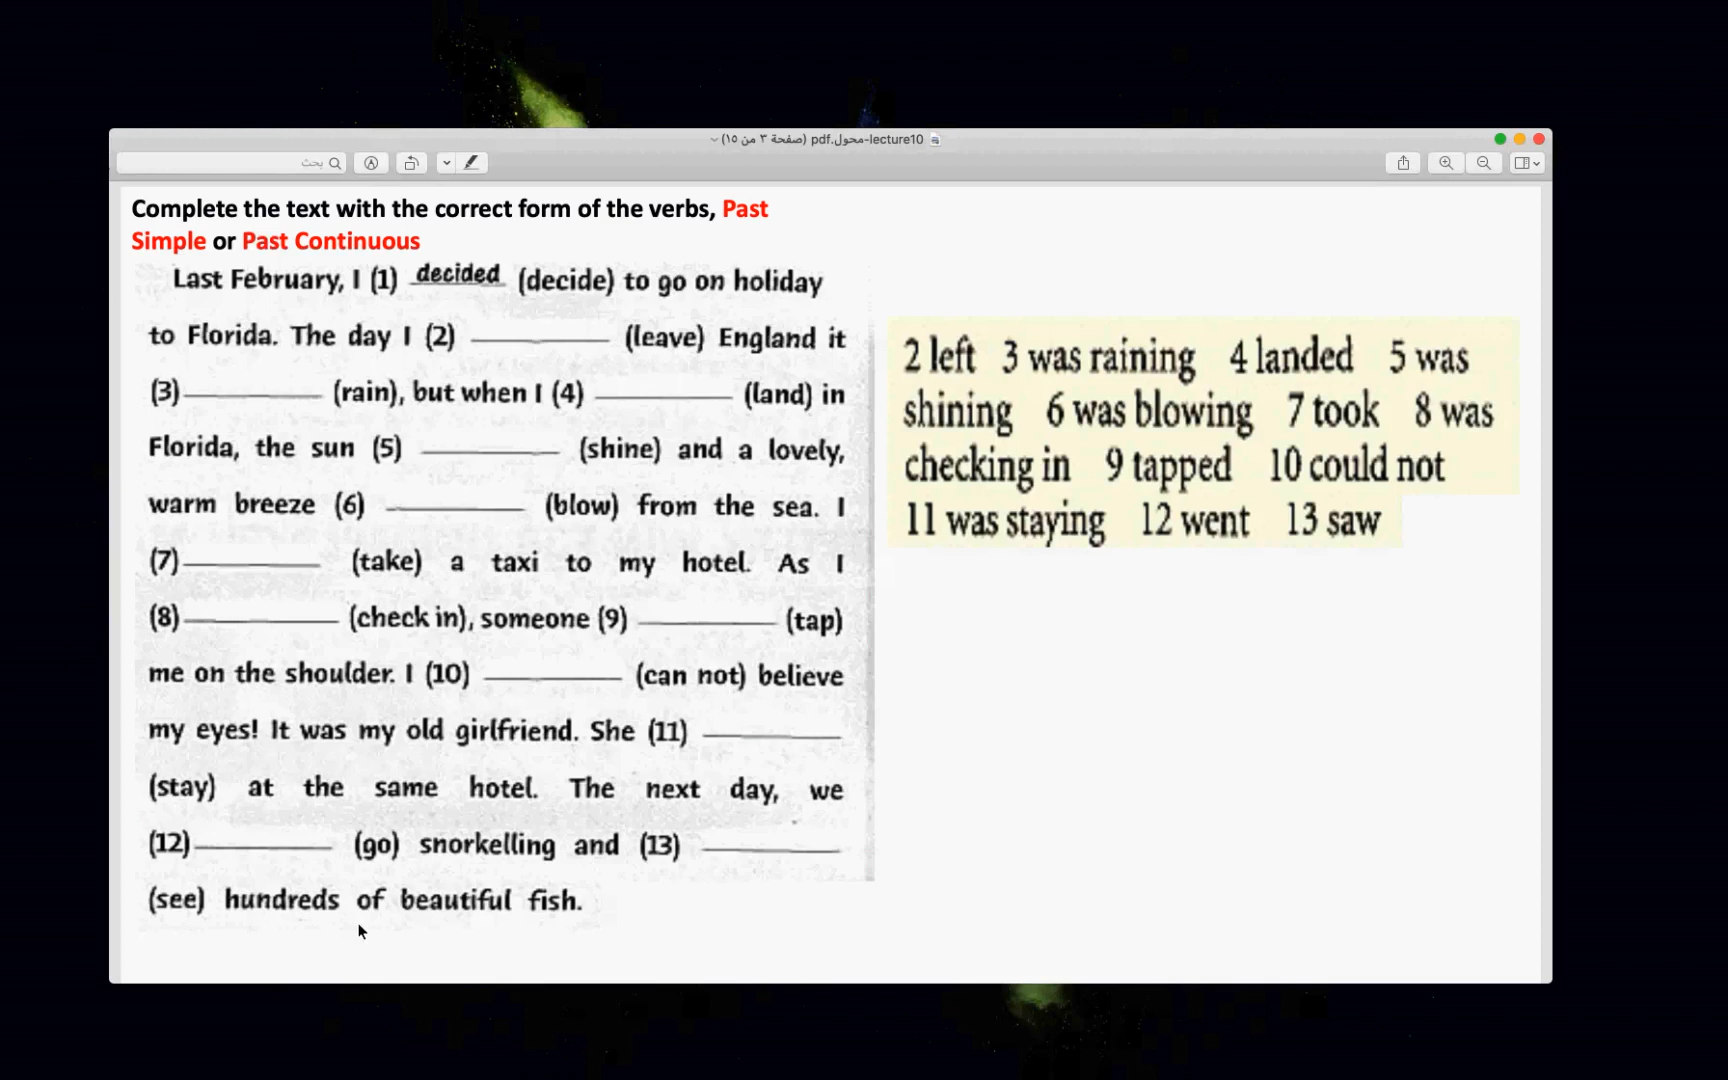 lecture10-محول.pdf (صفحة ٣ من ١٥)
بحث
Complete the text with the correct form of the verbs, Past
Simple or Past Continuous
Last February, I (1) decided (decide) to go on holiday
to Florida. The day I (2) ________ (leave) England it
(3)________ (rain), but when I (4) ________ (land) in
Florida, the sun (5) ________ (shine) and a lovely,
warm breeze (6) ________ (blow) from the sea. I
(7)________ (take) a taxi to my hotel. As I
(8)________ (check in), someone (9) ________ (tap)
me on the shoulder. I (10) ________ (can not) believe
my eyes! It was my old girlfriend. She (11) ________
(stay) at the same hotel. The next day, we
(12)________ (go) snorkelling and (13) ________
(see) hundreds of beautiful fish.
2 left 3 was raining 4 landed 5 was
shining 6 was blowing 7 took 8 was
checking in 9 tapped 10 could not
11 was staying 12 went 13 saw